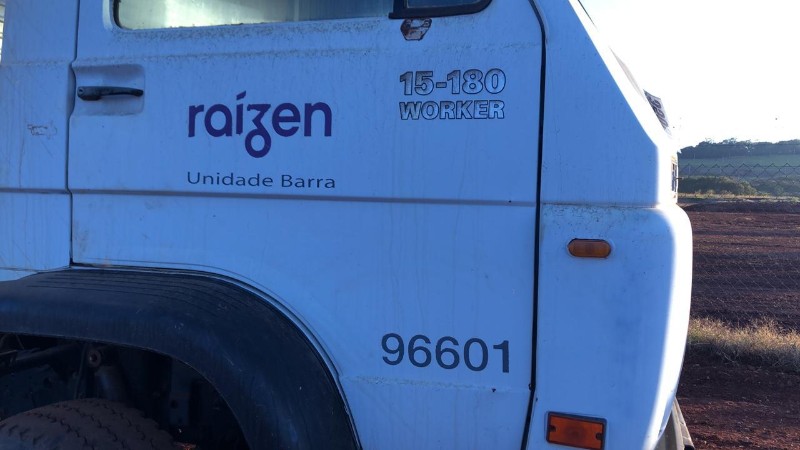 15-180
WORKER
raízen
Unidade Barra
96601